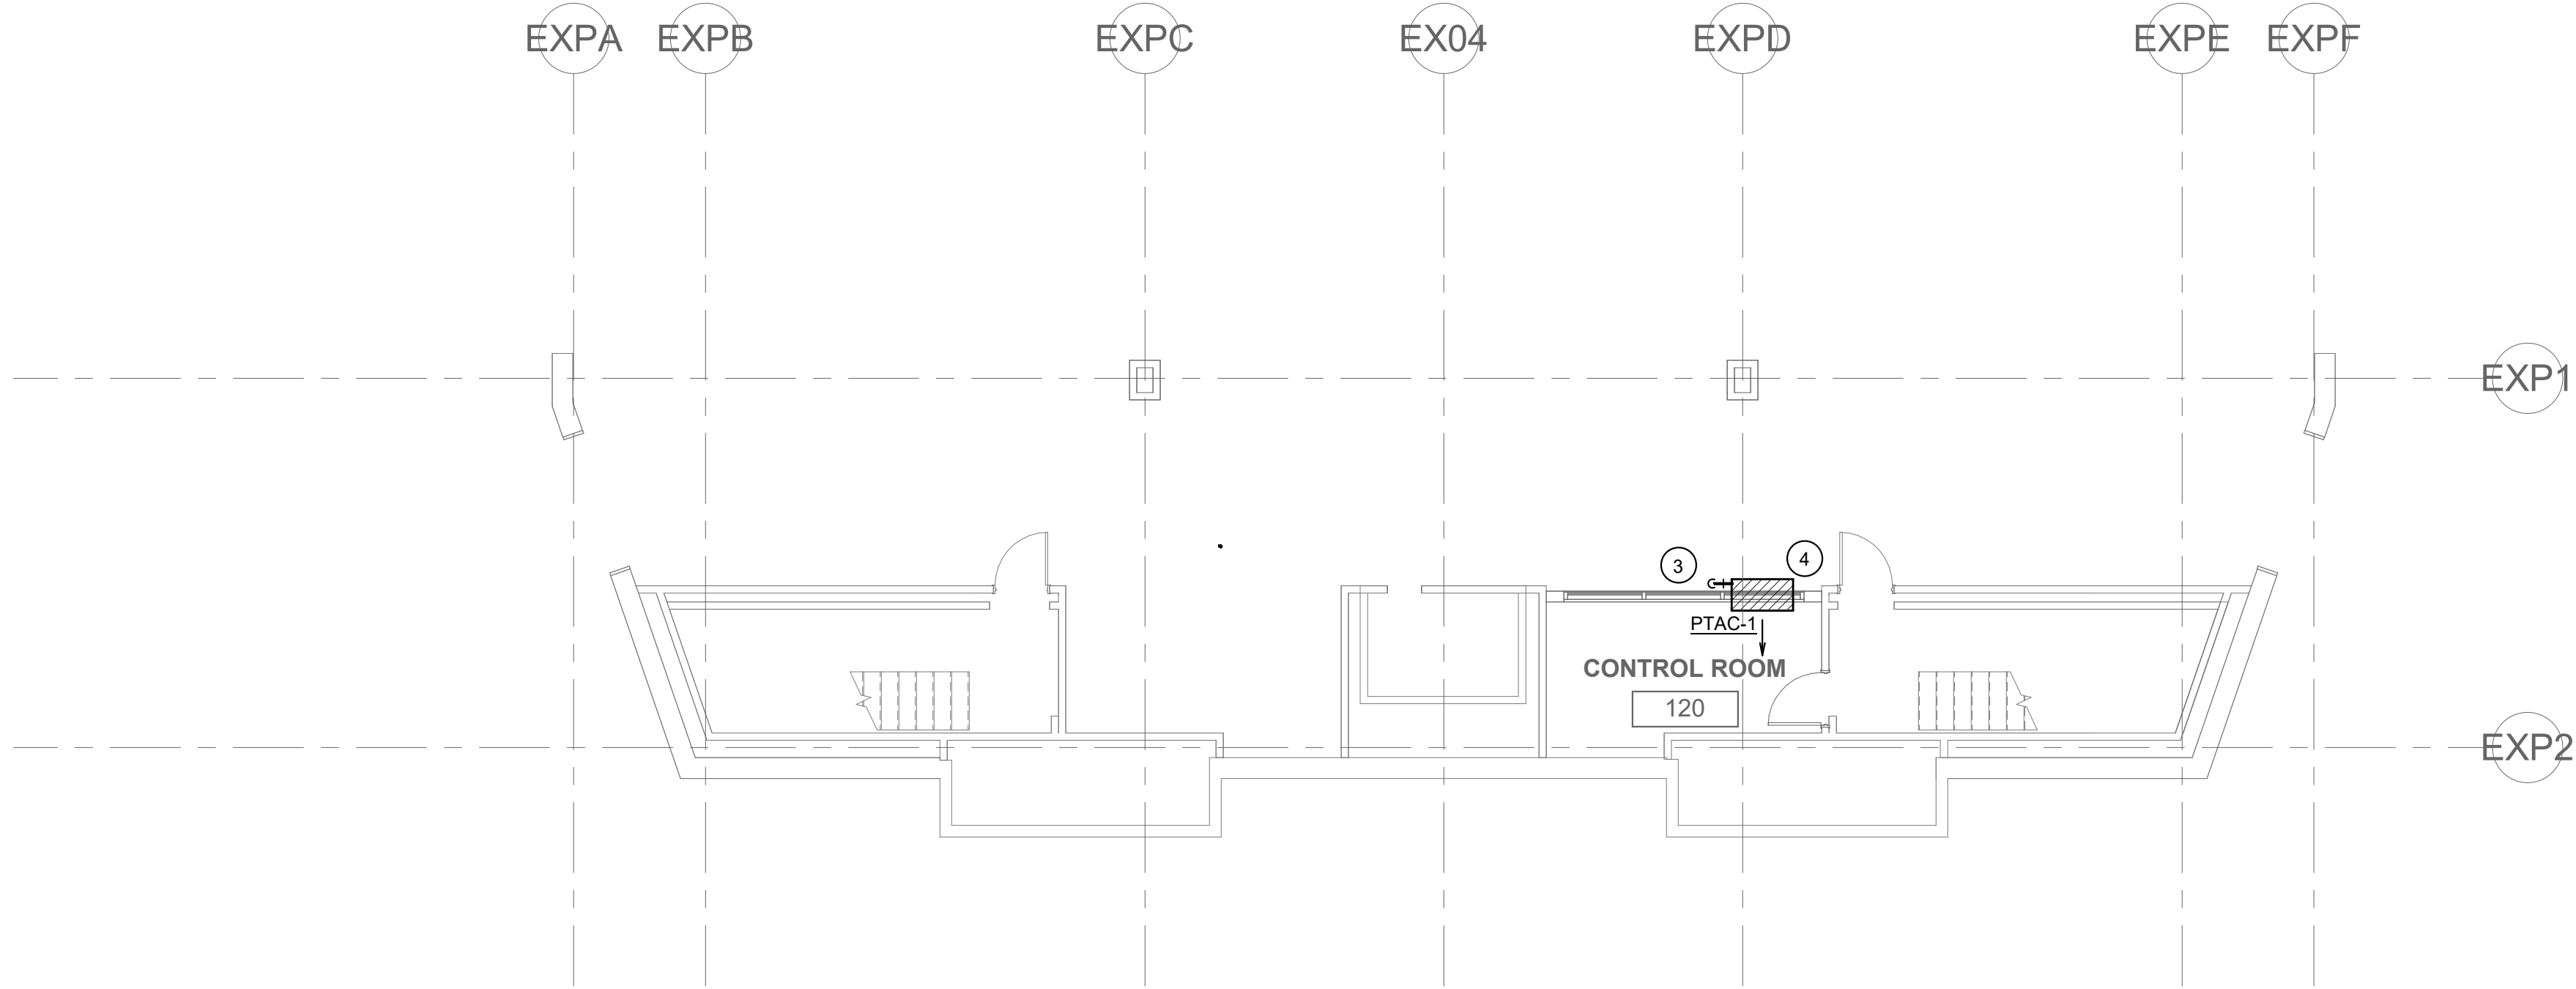 EXPA EXPB EXPC EX04 EXPD EXPE EXPF
EXP1
3
4
PTAC-1
CONTROL ROOM
120
EXP2